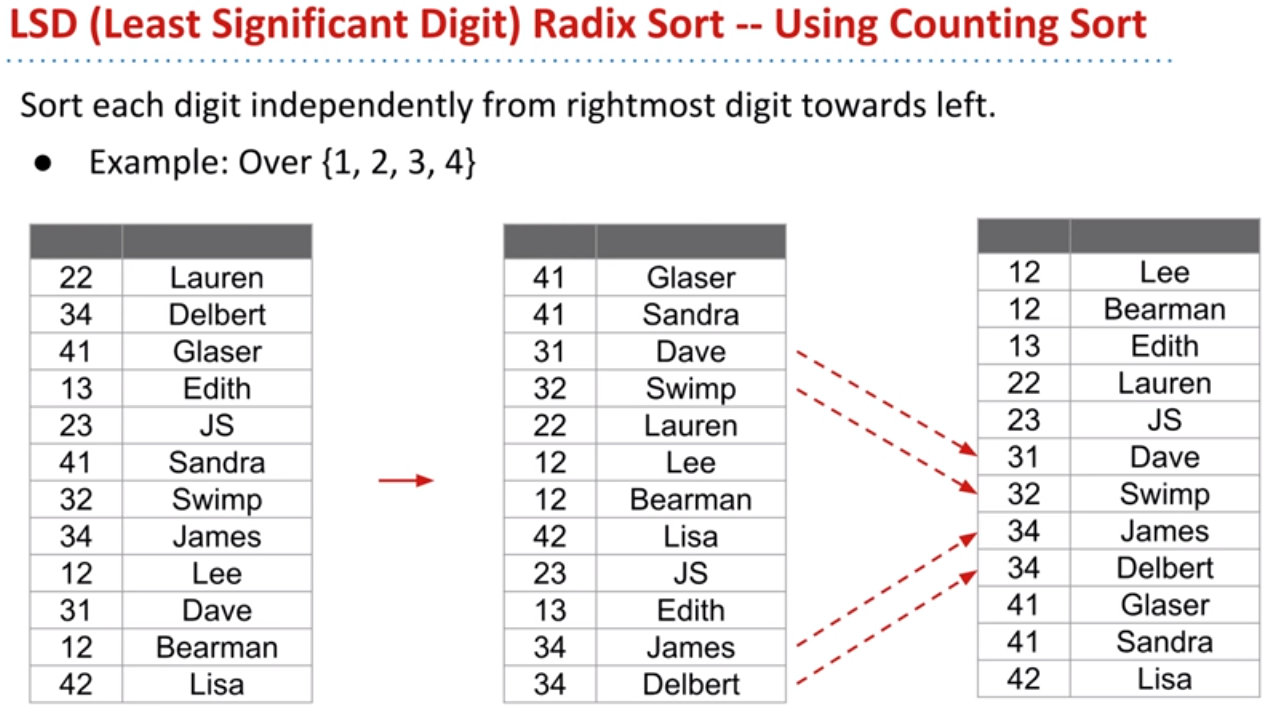 LSD (Least Significant Digit) Radix Sort -- Using Counting Sort
Sort each digit independently from rightmost digit towards left.
● Example: Over {1, 2, 3, 4}
22 Lauren
34 Delbert
41 Glaser
13 Edith
23 JS
41 Sandra
32 Swimp
34 James
12 Lee
31 Dave
12 Bearman
42 Lisa
41 Glaser
41 Sandra
31 Dave
32 Swimp
22 Lauren
12 Lee
12 Bearman
42 Lisa
23 JS
13 Edith
34 James
34 Delbert
12 Lee
12 Bearman
13 Edith
22 Lauren
23 JS
31 Dave
32 Swimp
34 James
34 Delbert
41 Glaser
41 Sandra
42 Lisa